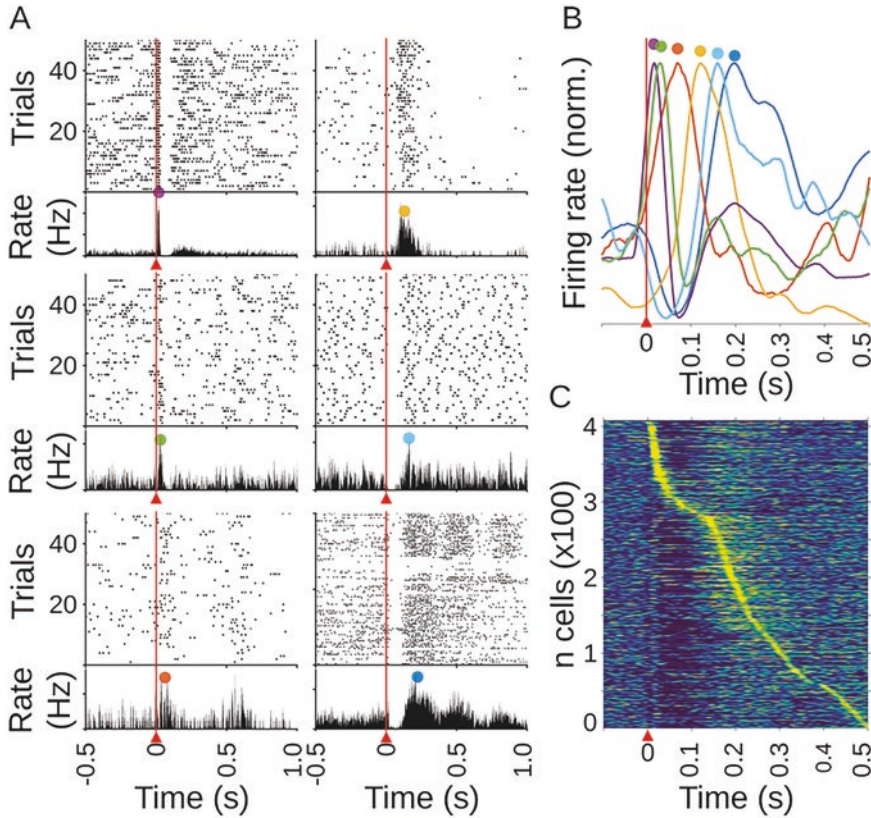 A
Trials
40
20
Rate
(Hz)
Trials
40
20
Rate
(Hz)
Trials
40
20
Rate
(Hz)
-0.5
0
0.5
1.0
-0.5
0
0.5
1.0
Time (s)
Time (s)
B
Firing rate (norm.)
0
0.1
0.2
0.3
0.4
0.5
Time (s)
C
n cells (x100)
4
3
2
1
0
0
0.1
0.2
0.3
0.4
0.5
Time (s)